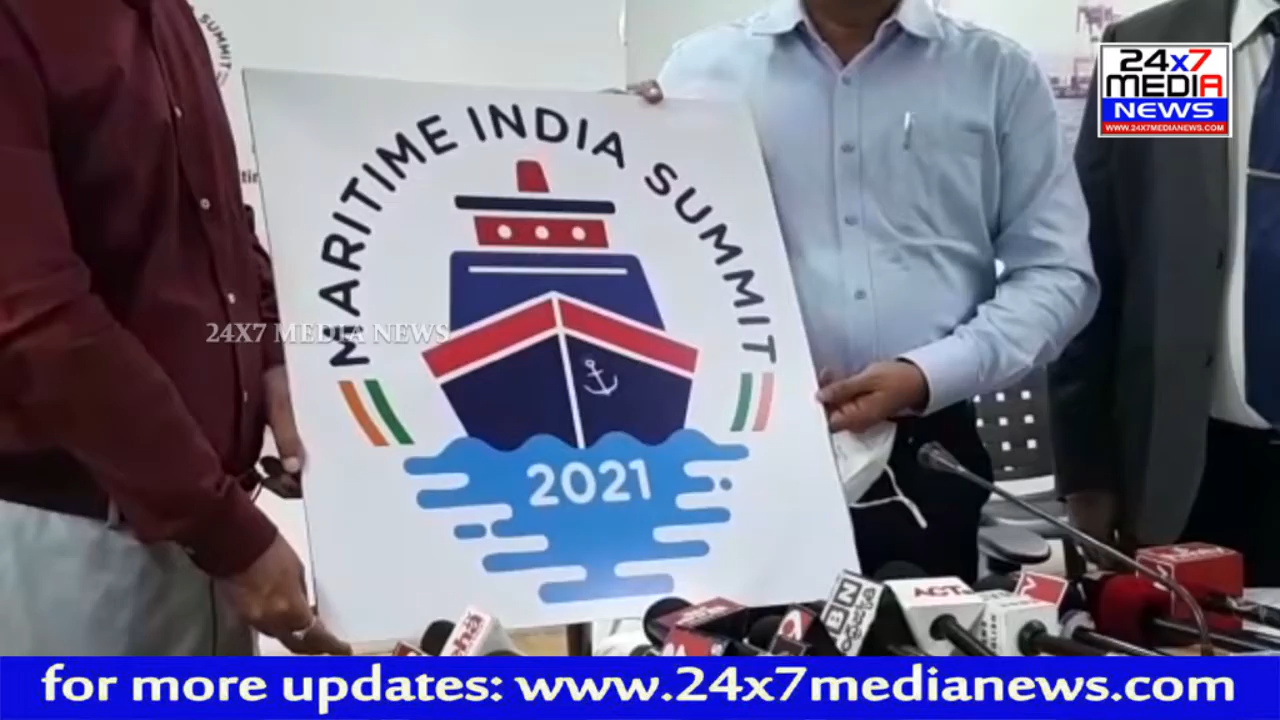 SUMMIT
24x7
MEDIA
NEWS
WWW.24X7MEDIANEWS.COM
MARITIME INDIA SUMMIT
24X7 MEDIA NEWS
2021
for more updates: www.24x7medianews.com